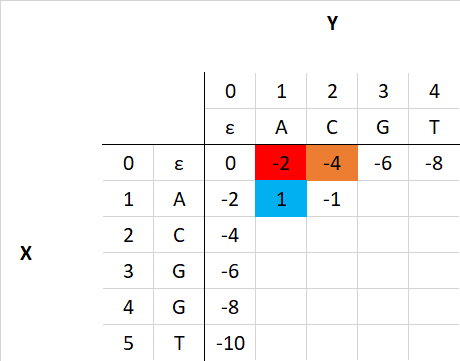 Y
0 1 2 3 4
ε A C G T
0 ε 0 -2 -4 -6 -8
1 A -2 1 -1
2 C -4
X
3 G -6
4 G -8
5 T -10